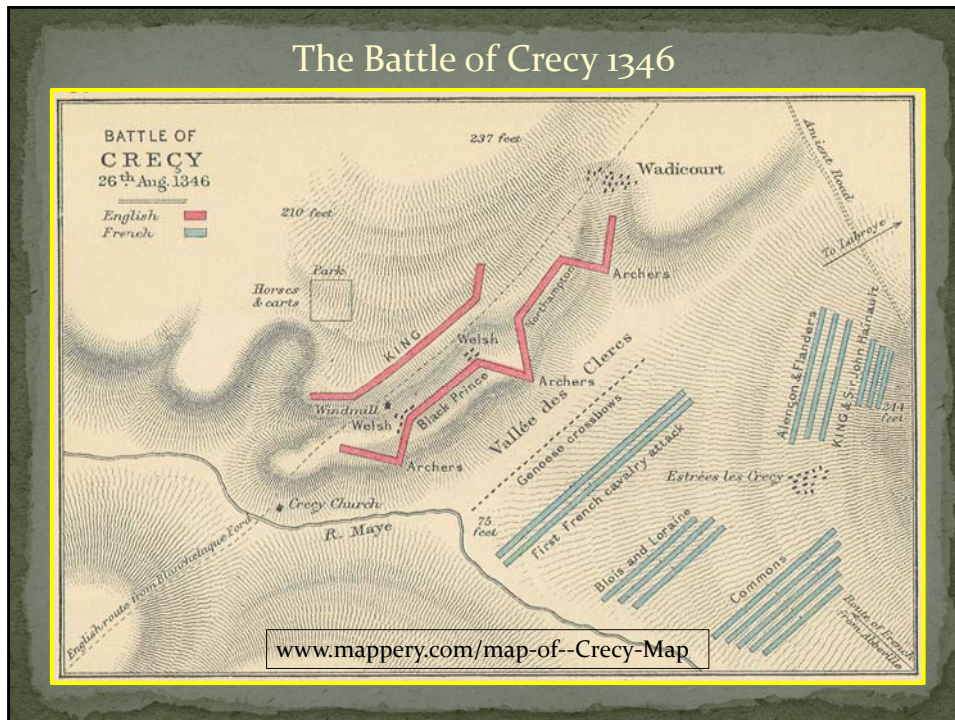 The Battle of Crecy 1346
BATTLE OF
CRECY
26th Aug. 1346
English
French
237 feet
210 feet
Wadicourt
Ancient Road
To Labroye
Park
Horses
& carts
KING
Welsh
Northampton
Archers
Windmill
Welsh
Black Prince
Archers
Archers
Vallée des Clercs
Genoese crossbows
First French cavalry attack
Alençon & Flanders
KING & Sir John Hainault
244
feet
Estrées les Crecy
Crecy Church
R. Maye
75
feet
Blois and Loraine
Commons
English route from Blanchetaque Ford
Route of French
from Abbeville
www.mappery.com/map-of--Crecy-Map